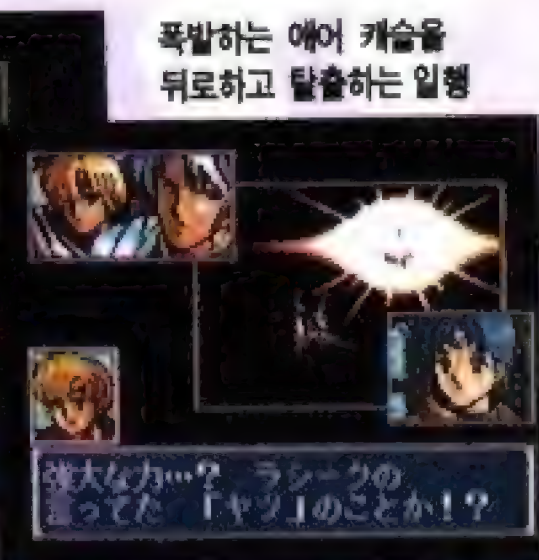 폭발하는 에어 캐슬을
뒤로하고 탈출하는 일행
強大な力…? ラシークの
言ってた 「ヤツ」のことか!?